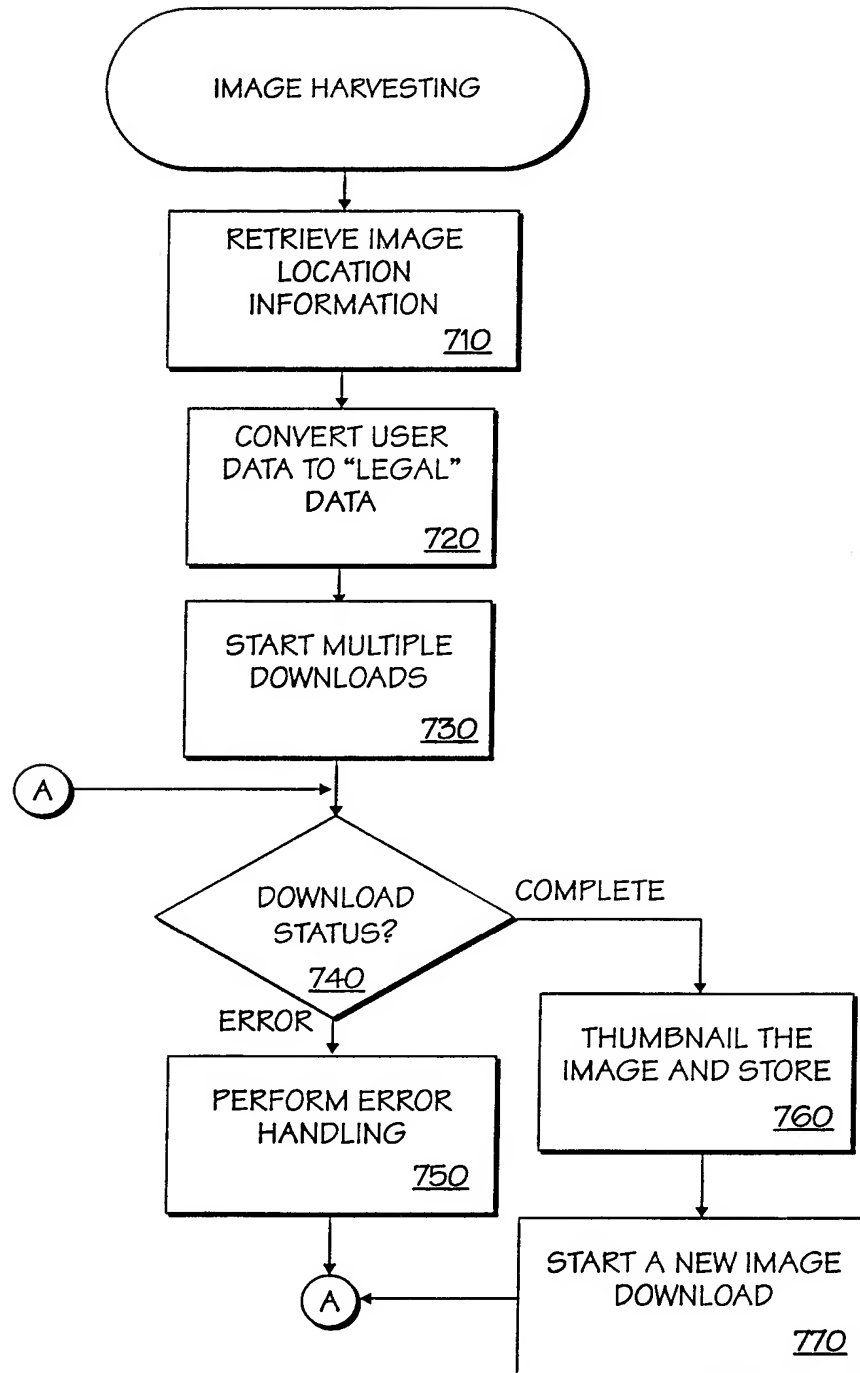 IMAGE HARVESTING
RETRIEVE IMAGE
LOCATION
INFORMATION
710
CONVERT USER
DATA TO “LEGAL”
DATA
720
START MULTIPLE
DOWNLOADS
730
A
DOWNLOAD
STATUS?
740
COMPLETE
ERROR
THUMBNAIL THE
IMAGE AND STORE
760
PERFORM ERROR
HANDLING
750
START A NEW IMAGE
DOWNLOAD
770
A